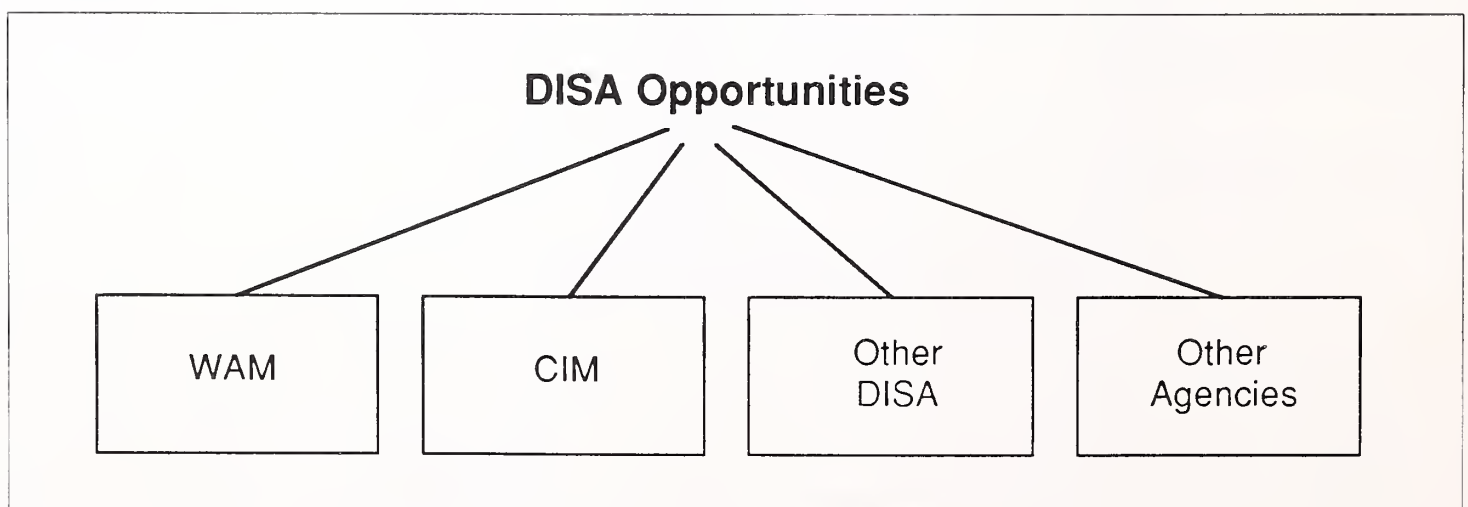 DISA Opportunities
WAM
CIM
Other
DISA
Other
Agencies